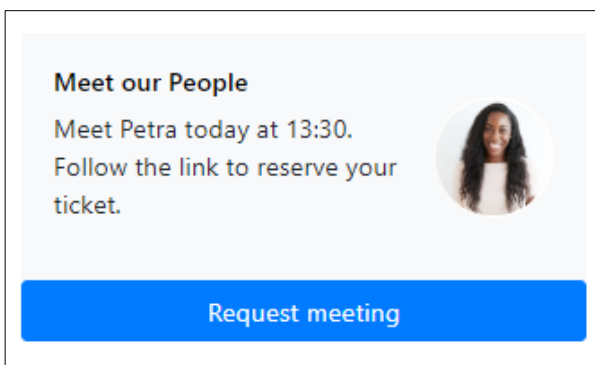 Meet our People
Meet Petra today at 13:30.
Follow the link to reserve your
ticket.
Request meeting